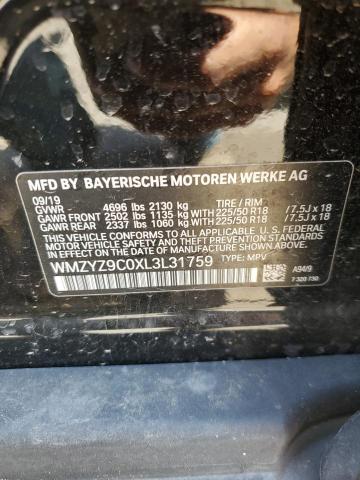 MFD BY BAYERISCHE MOTOREN WERKE AG
09/19
GVWR 4696 lbs 2130 kg TIRE / RIM
GAWR FRONT 2502 lbs 1135 kg WITH 225/50 R18 /7.5J x 18
GAWR REAR 2337 lbs 1060 kg WITH 225/50 R18 /7.5J x 18
THIS VEHICLE CONFORMS TO ALL APPLICABLE U.S. FEDERAL MOTOR VEHICLE SAFETY, BUMPER, AND THEFT PREVENTION STANDARDS
IN EFFECT ON THE DATE OF MANUFACTURE SHOWN ABOVE.
WMZYZ9C0XL3L31759 TYPE: MPV
A94/9
7 320 730